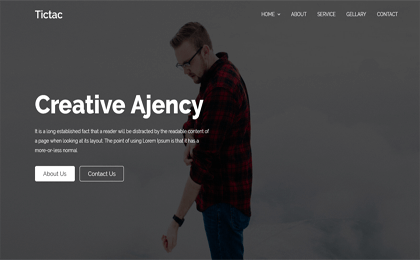 Tictac
HOME
ABOUT
SERVICE
GELLARY
CONTACT
Creative Ajency
It is a long established fact that a reader will be distracted by the readable content of
a page when looking at its layout. The point of using Lorem Ipsum is that it has a
more-or-less normal
About Us
Contact Us